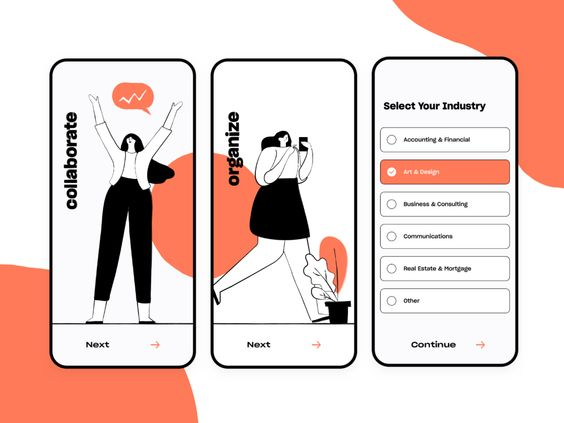 collaborate
Next
organize
Next
Select Your Industry
Accounting & Financial
Art & Design
Business & Consulting
Communications
Real Estate & Mortgage
Other
Continue